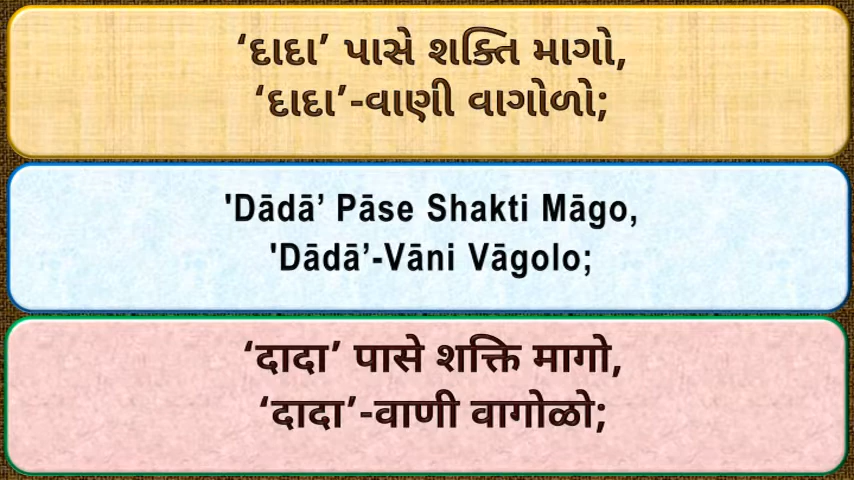 ‘દાદા’ પાસે શક્તિ માગો,
‘દાદા’-વાણી વાગોળો;
'Dādā’ Pāse Shakti Māgo,
'Dādā’-Vāni Vāgolo;
‘दादा’ पासे शक्ति मागो,
‘दादा’-वाणी वागोळो;